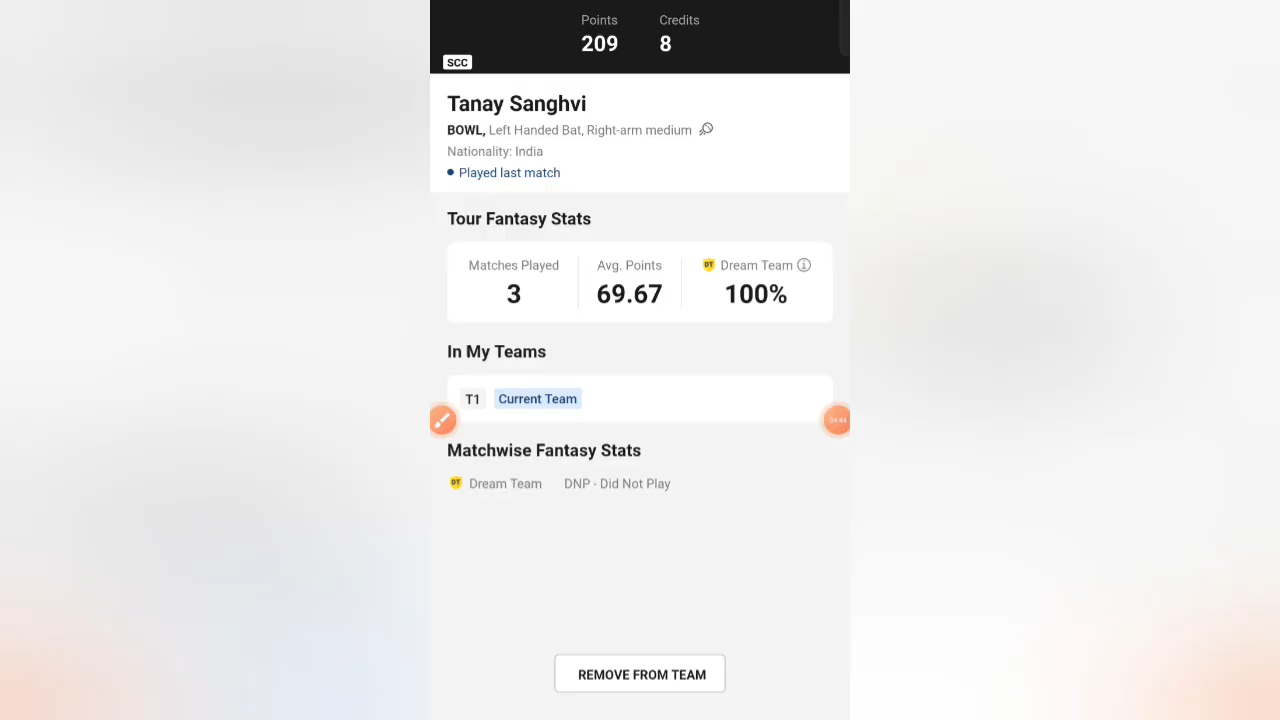 Points Credits
209 8
SCC
Tanay Sanghvi
BOWL, Left Handed Bat, Right-arm medium
Nationality: India
Played last match
Tour Fantasy Stats
Matches Played Avg. Points DT Dream Team
3 69.67 100%
In My Teams
T1 Current Team
04:44
Matchwise Fantasy Stats
DT Dream Team DNP - Did Not Play
REMOVE FROM TEAM